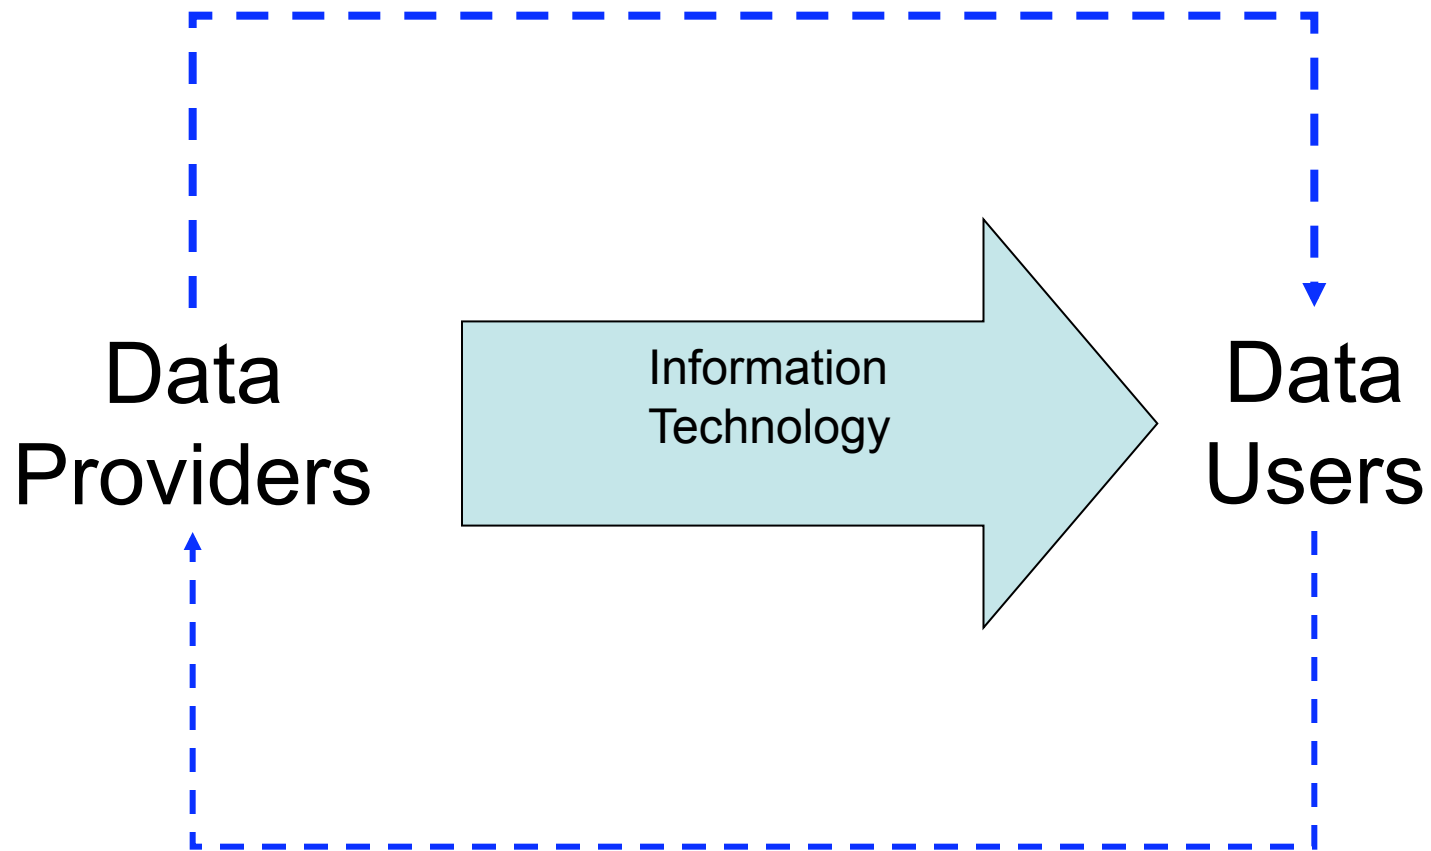 Data
Providers
Information
Technology
Data
Users